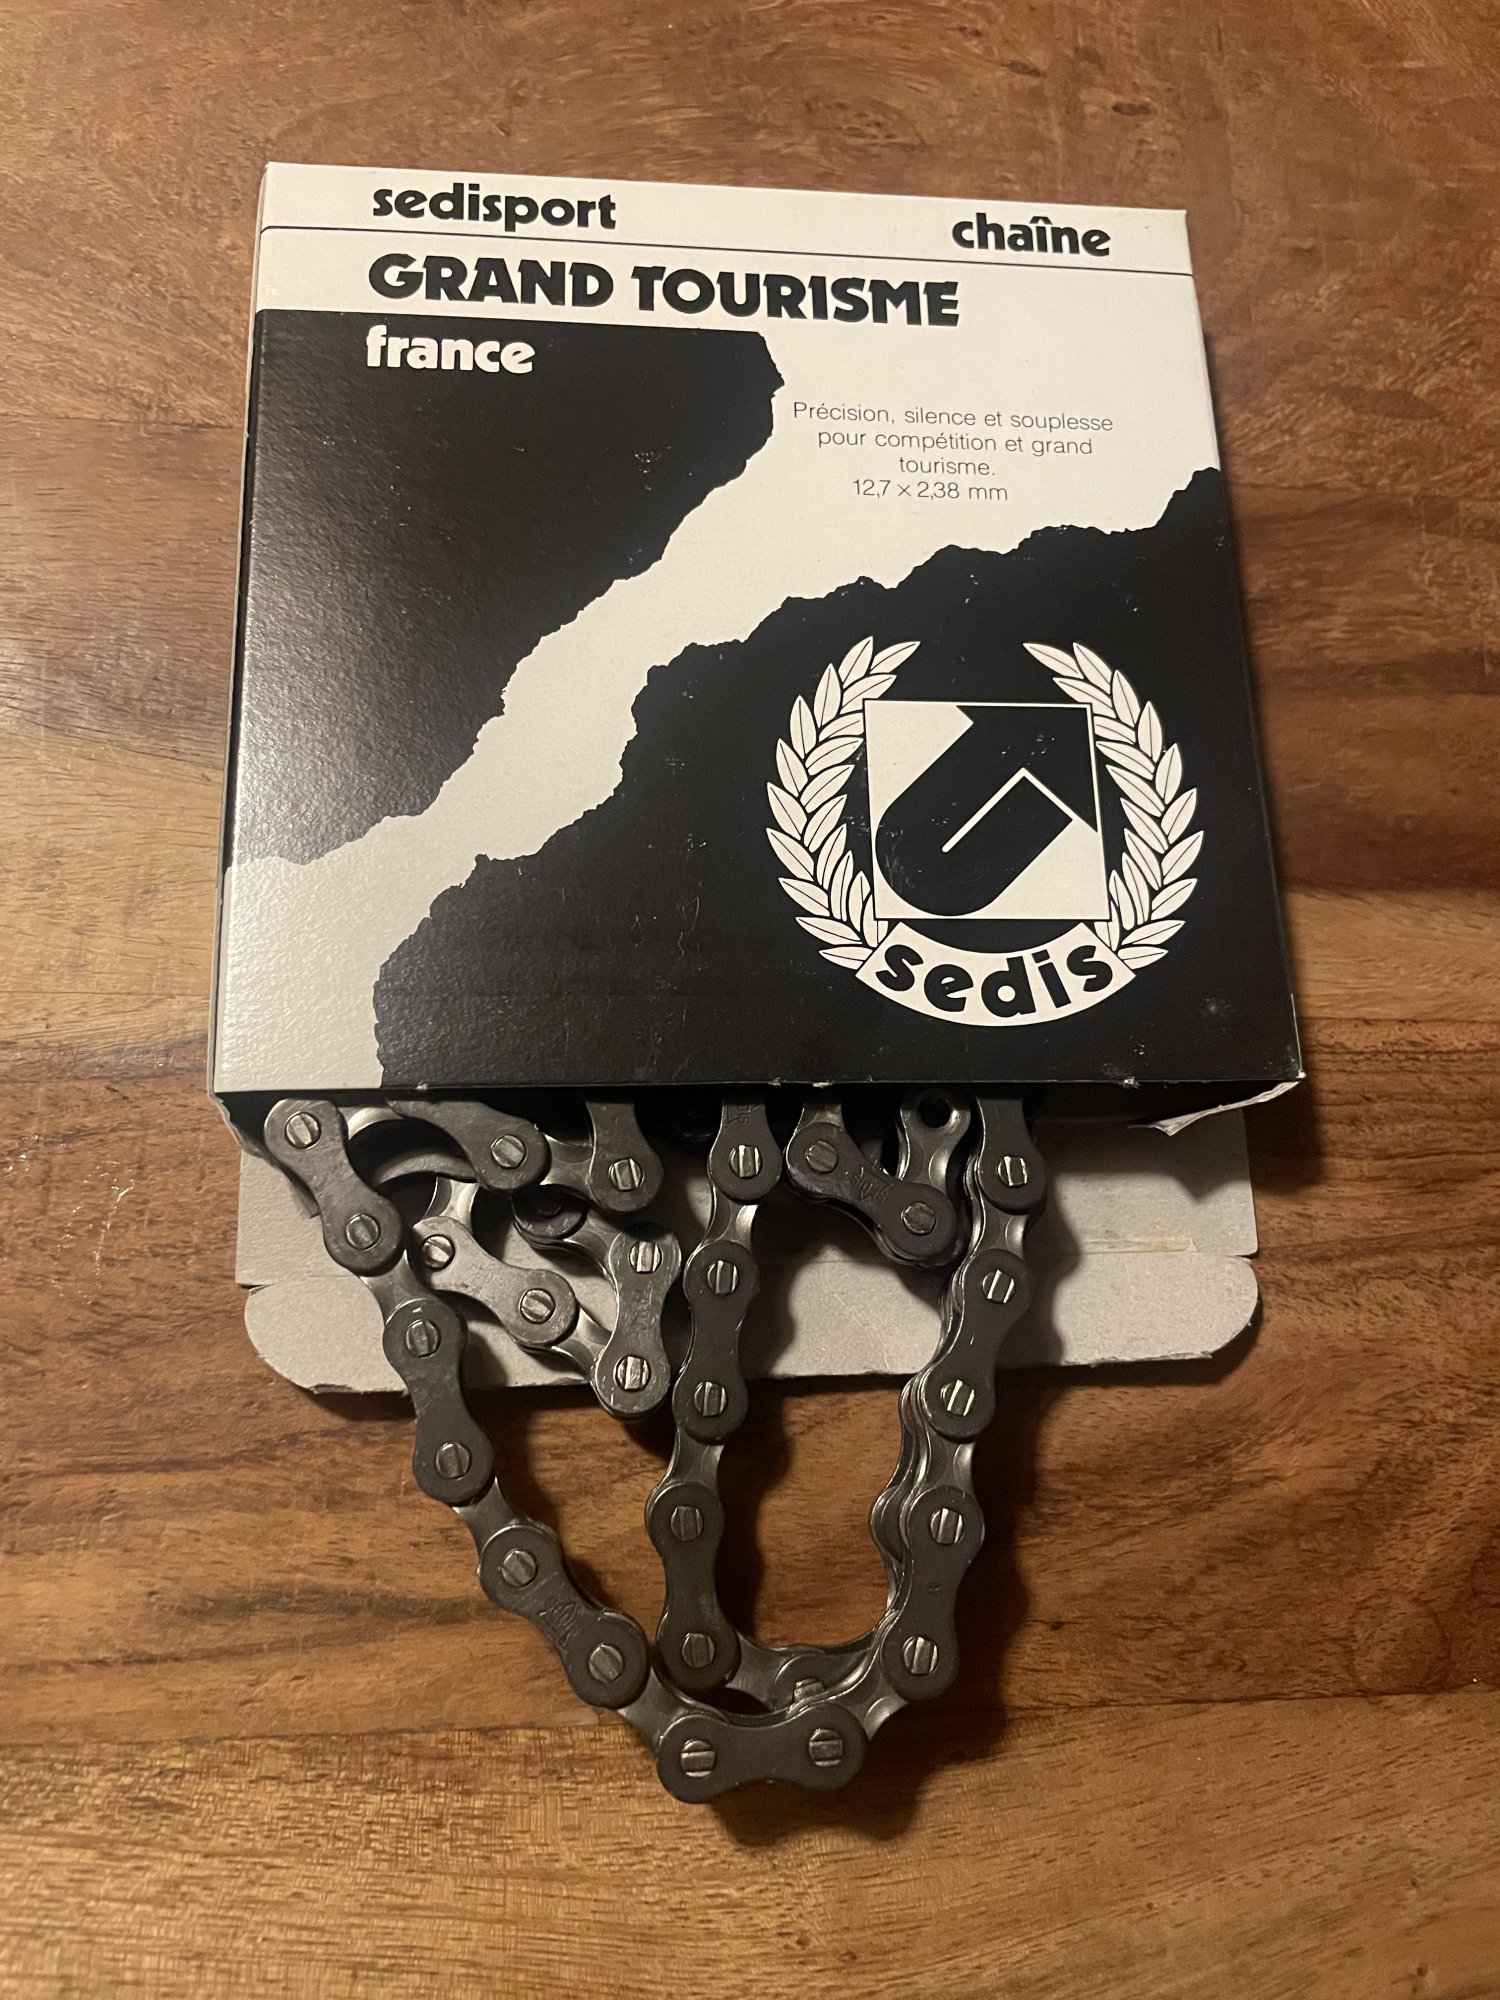 sedisport
chaîne
GRAND TOURISME
france
Précision, silence et souplesse
pour compétition et grand
tourisme.
12,7 × 2,38 mm
sedis